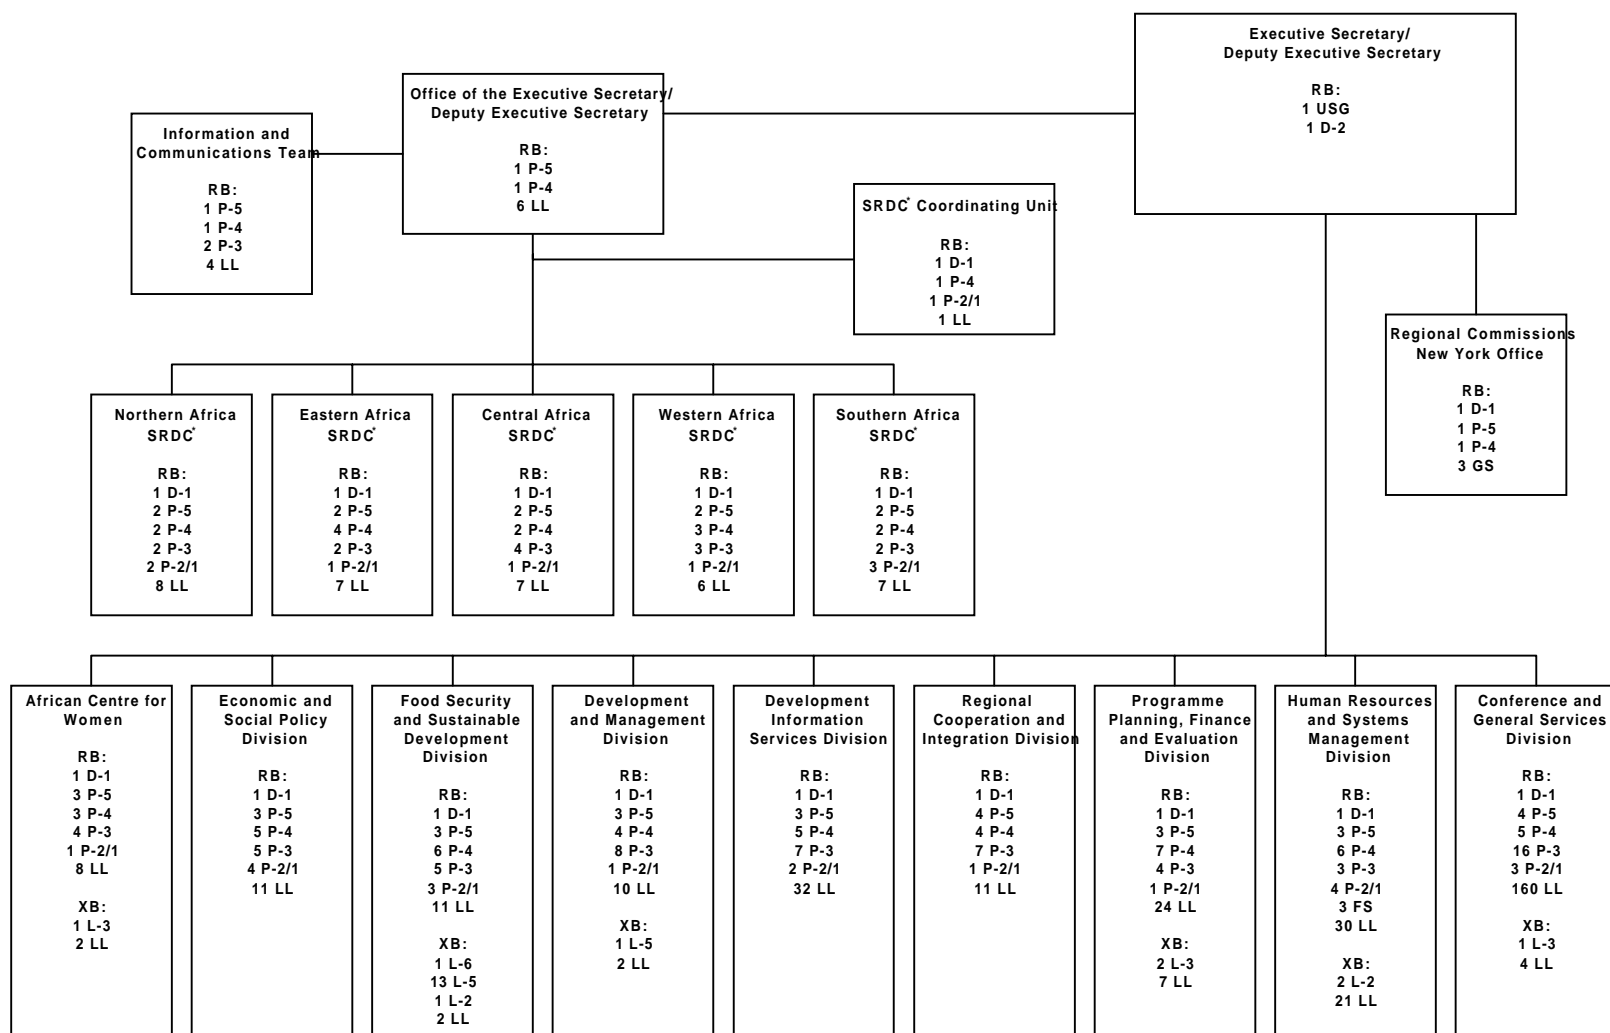 Executive Secretary/
Deputy Executive Secretary
RB:
1 USG
1 D-2
Office of the Executive Secretary/
Deputy Executive Secretary
RB:
1 P-5
1 P-4
6 LL
Information and
Communications Team
RB:
1 P-5
1 P-4
2 P-3
4 LL
SRDC* Coordinating Unit
RB:
1 D-1
1 P-4
1 P-2/1
1 LL
Regional Commissions
New York Office
RB:
1 D-1
1 P-5
1 P-4
3 GS
Northern Africa
SRDC*
RB:
1 D-1
2 P-5
2 P-4
2 P-3
2 P-2/1
8 LL
Eastern Africa
SRDC*
RB:
1 D-1
2 P-5
4 P-4
2 P-3
1 P-2/1
7 LL
Central Africa
SRDC*
RB:
1 D-1
2 P-5
2 P-4
4 P-3
1 P-2/1
7 LL
Western Africa
SRDC*
RB:
1 D-1
2 P-5
3 P-4
3 P-3
1 P-2/1
6 LL
Southern Africa
SRDC*
RB:
1 D-1
2 P-5
2 P-4
2 P-3
3 P-2/1
7 LL
African Centre for
Women
RB:
1 D-1
3 P-5
3 P-4
4 P-3
1 P-2/1
8 LL
XB:
1 L-3
2 LL
Economic and
Social Policy
Division
RB:
1 D-1
3 P-5
5 P-4
5 P-3
4 P-2/1
11 LL
Food Security
and Sustainable
Development
Division
RB:
1 D-1
3 P-5
6 P-4
5 P-3
3 P-2/1
11 LL
XB:
1 L-6
13 L-5
1 L-2
2 LL
Development
and Management
Division
RB:
1 D-1
3 P-5
4 P-4
8 P-3
1 P-2/1
10 LL
XB:
1 L-5
2 LL
Development
Information
Services Division
RB:
1 D-1
3 P-5
5 P-4
7 P-3
2 P-2/1
32 LL
Regional
Cooperation and
Integration Division
RB:
1 D-1
4 P-5
4 P-4
7 P-3
1 P-2/1
11 LL
Programme
Planning, Finance
and Evaluation
Division
RB:
1 D-1
3 P-5
7 P-4
4 P-3
1 P-2/1
24 LL
XB:
2 L-3
7 LL
Human Resources
and Systems
Management
Division
RB:
1 D-1
3 P-5
6 P-4
3 P-3
4 P-2/1
3 FS
30 LL
XB:
2 L-2
21 LL
Conference and
General Services
Division
RB:
1 D-1
4 P-5
5 P-4
16 P-3
3 P-2/1
160 LL
XB:
1 L-3
4 LL